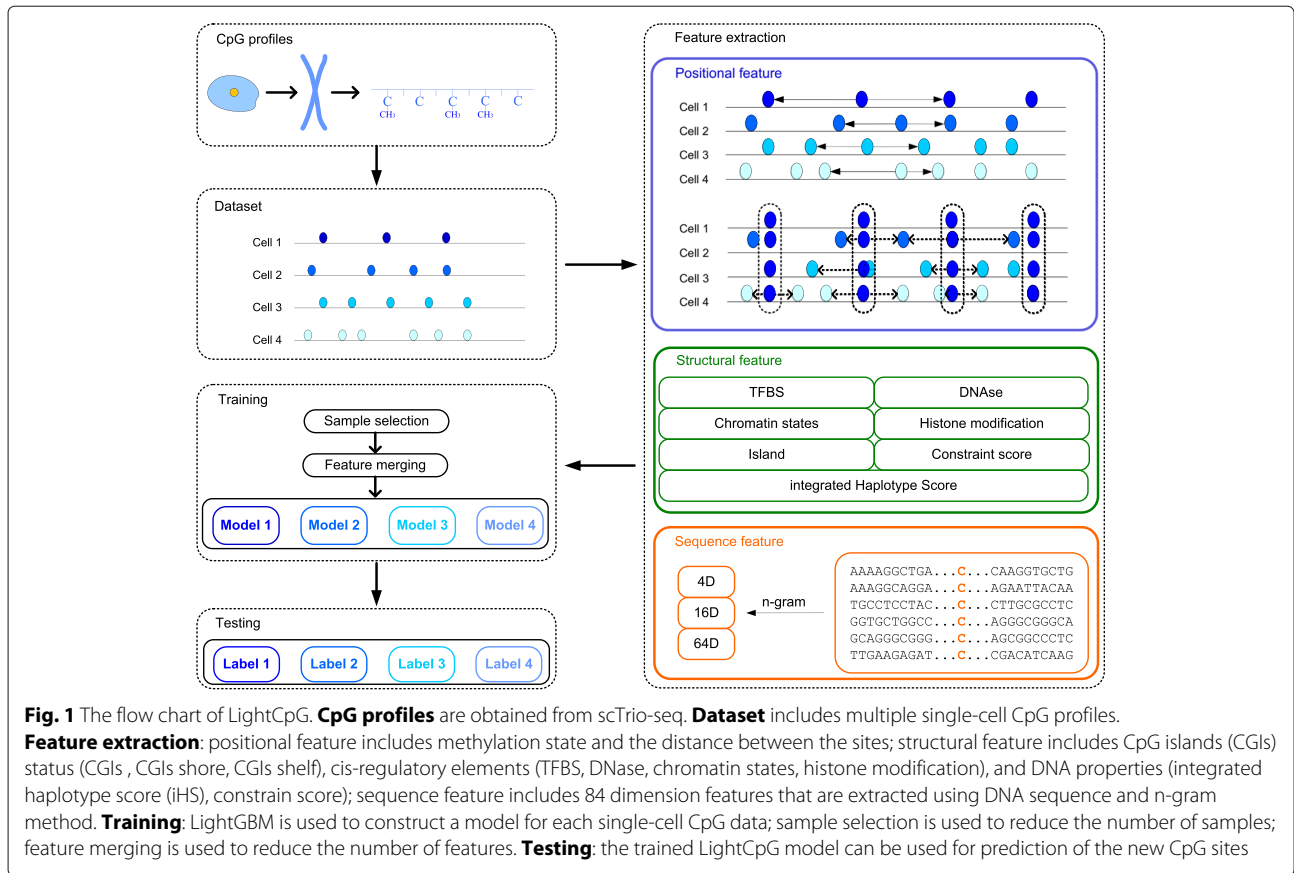 CpG profiles
C C C C C
CH3 CH3 CH3
Dataset
Cell 1
Cell 2
Cell 3
Cell 4
Training
Sample selection
Feature merging
Model 1 Model 2 Model 3 Model 4
Testing
Label 1 Label 2 Label 3 Label 4
Feature extraction
Positional feature
Cell 1
Cell 2
Cell 3
Cell 4
Cell 1
Cell 2
Cell 3
Cell 4
Structural feature
TFBS DNAse
Chromatin states Histone modification
Island Constraint score
integrated Haplotype Score
Sequence feature
4D
16D
64D
n-gram
AAAAGGCTGA...C...CAAGGTGCTG
AAAGGCAGGA...C...AGAATTACAA
TGCCTCCTAC...C...CTTGCGCCTC
GGTGCTGGCC...C...AGGGCGGGCA
GCAGGGCGGG...C...AGCGGCCCTC
TTGAAGAGAT...C...CGACATCAAG
Fig. 1 The flow chart of LightCpG. CpG profiles are obtained from scTrio-seq. Dataset includes multiple single-cell CpG profiles.
Feature extraction: positional feature includes methylation state and the distance between the sites; structural feature includes CpG islands (CGIs)
status (CGIs , CGIs shore, CGIs shelf), cis-regulatory elements (TFBS, DNase, chromatin states, histone modification), and DNA properties (integrated
haplotype score (iHS), constrain score); sequence feature includes 84 dimension features that are extracted using DNA sequence and n-gram
method. Training: LightGBM is used to construct a model for each single-cell CpG data; sample selection is used to reduce the number of samples;
feature merging is used to reduce the number of features. Testing: the trained LightCpG model can be used for prediction of the new CpG sites